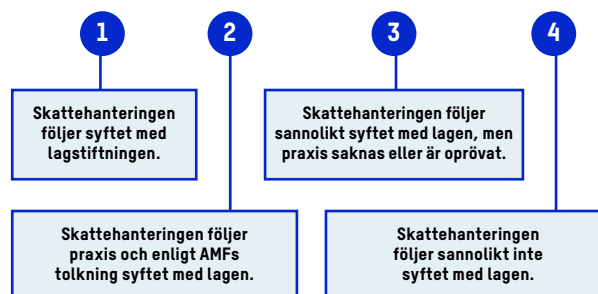 1
2
3
4
Skattehanteringen
följer syftet med
lagstiftningen.
Skattehanteringen följer
sannolikt syftet med lagen, men
praxis saknas eller är oprövat.
Skattehanteringen följer
praxis och enligt AMFs
tolkning syftet med lagen.
Skattehanteringen
följer sannolikt inte
syftet med lagen.